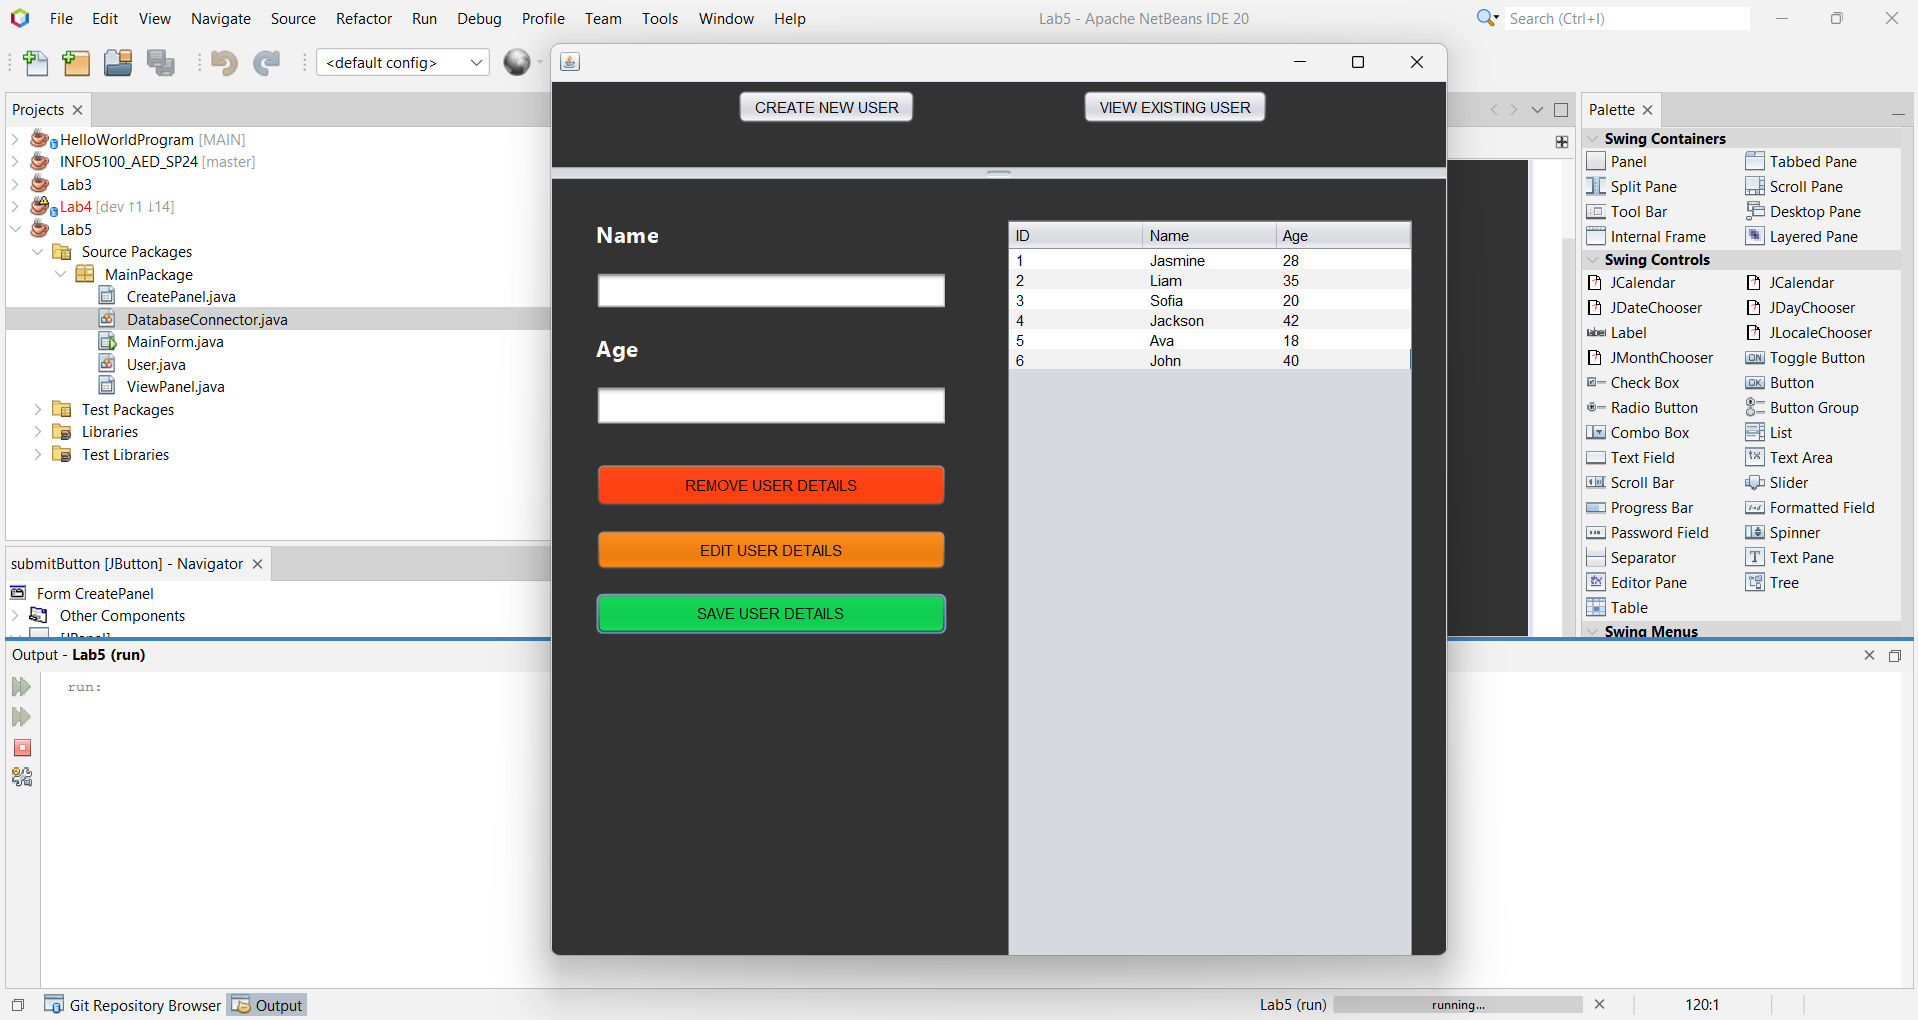 File Edit View Navigate Source Refactor Run Debug Profile Team Tools Window Help
Lab5 - Apache NetBeans IDE 20
Search (Ctrl+I)
<default config>
Projects
HelloWorldProgram [MAIN]
INFO5100_AED_SP24 [master]
Lab3
Lab4 [dev ↑1 ↓14]
Lab5
Source Packages
MainPackage
CreatePanel.java
DatabaseConnector.java
MainForm.java
User.java
ViewPanel.java
Test Packages
Libraries
Test Libraries
submitButton [JButton] - Navigator
Form CreatePanel
Other Components
[JPanel]
CREATE NEW USER
VIEW EXISTING USER
Name
Age
REMOVE USER DETAILS
EDIT USER DETAILS
SAVE USER DETAILS
ID Name Age
1 Jasmine 28
2 Liam 35
3 Sofia 20
4 Jackson 42
5 Ava 18
6 John 40
Palette
Swing Containers
Panel Tabbed Pane
Split Pane Scroll Pane
Tool Bar Desktop Pane
Internal Frame Layered Pane
Swing Controls
JCalendar JCalendar
JDateChooser JDayChooser
label Label JLocaleChooser
JMonthChooser ON Toggle Button
Check Box OK Button
Radio Button Button Group
Combo Box List
Text Field Text Area
Scroll Bar Slider
Progress Bar Formatted Field
Password Field Spinner
Separator Text Pane
Editor Pane Tree
Table
Swing Menus
Output - Lab5 (run)
run:
Git Repository Browser Output
Lab5 (run) running... 120:1